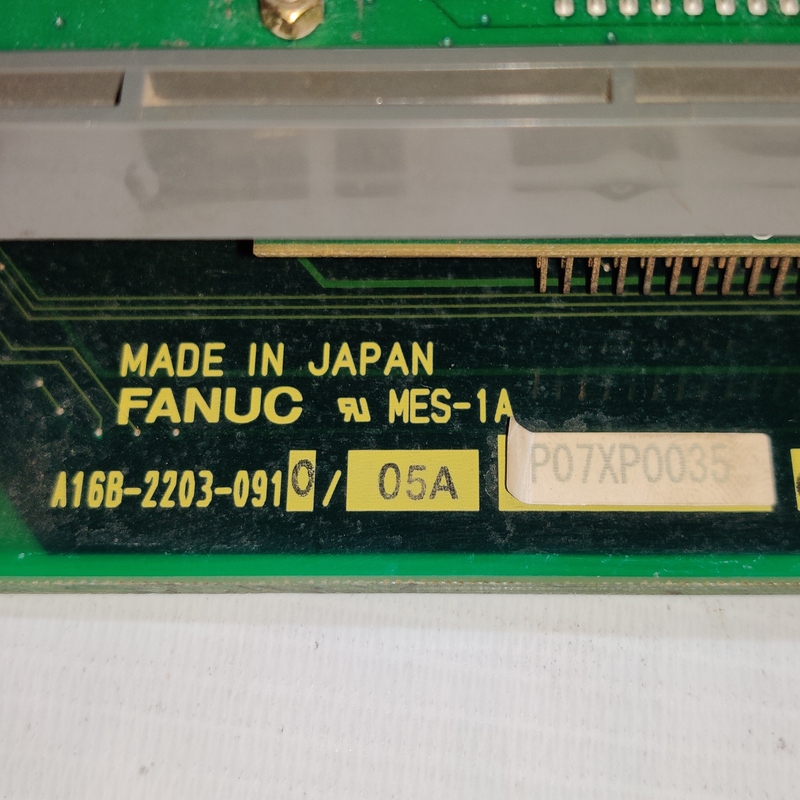 MADE IN JAPAN
FANUC MES-1A
A16B-2203-0910/05A P07XP0035